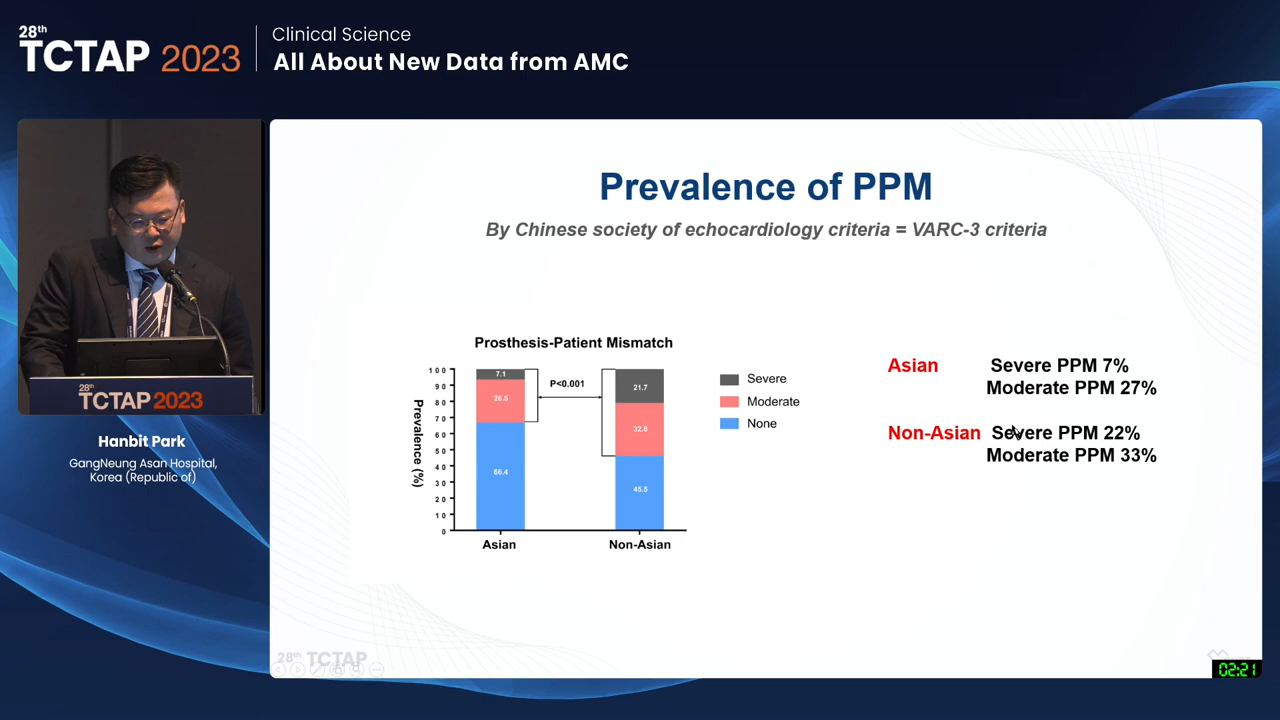 28th
TCTAP 2023
Clinical Science
All About New Data from AMC
28th
TCTAP 2023
Hanbit Park
GangNeung Asan Hospital,
Korea (Republic of)
Prevalence of PPM
By Chinese society of echocardiology criteria = VARC-3 criteria
Prosthesis-Patient Mismatch
Prevalence (%)
100
90
80
70
60
50
40
30
20
10
0
7.1
26.5
66.4
P<0.001
21.7
32.8
45.5
Asian
Non-Asian
Severe
Moderate
None
Asian Severe PPM 7%
Moderate PPM 27%
Non-Asian Severe PPM 22%
Moderate PPM 33%
28th TCTAP
02:21